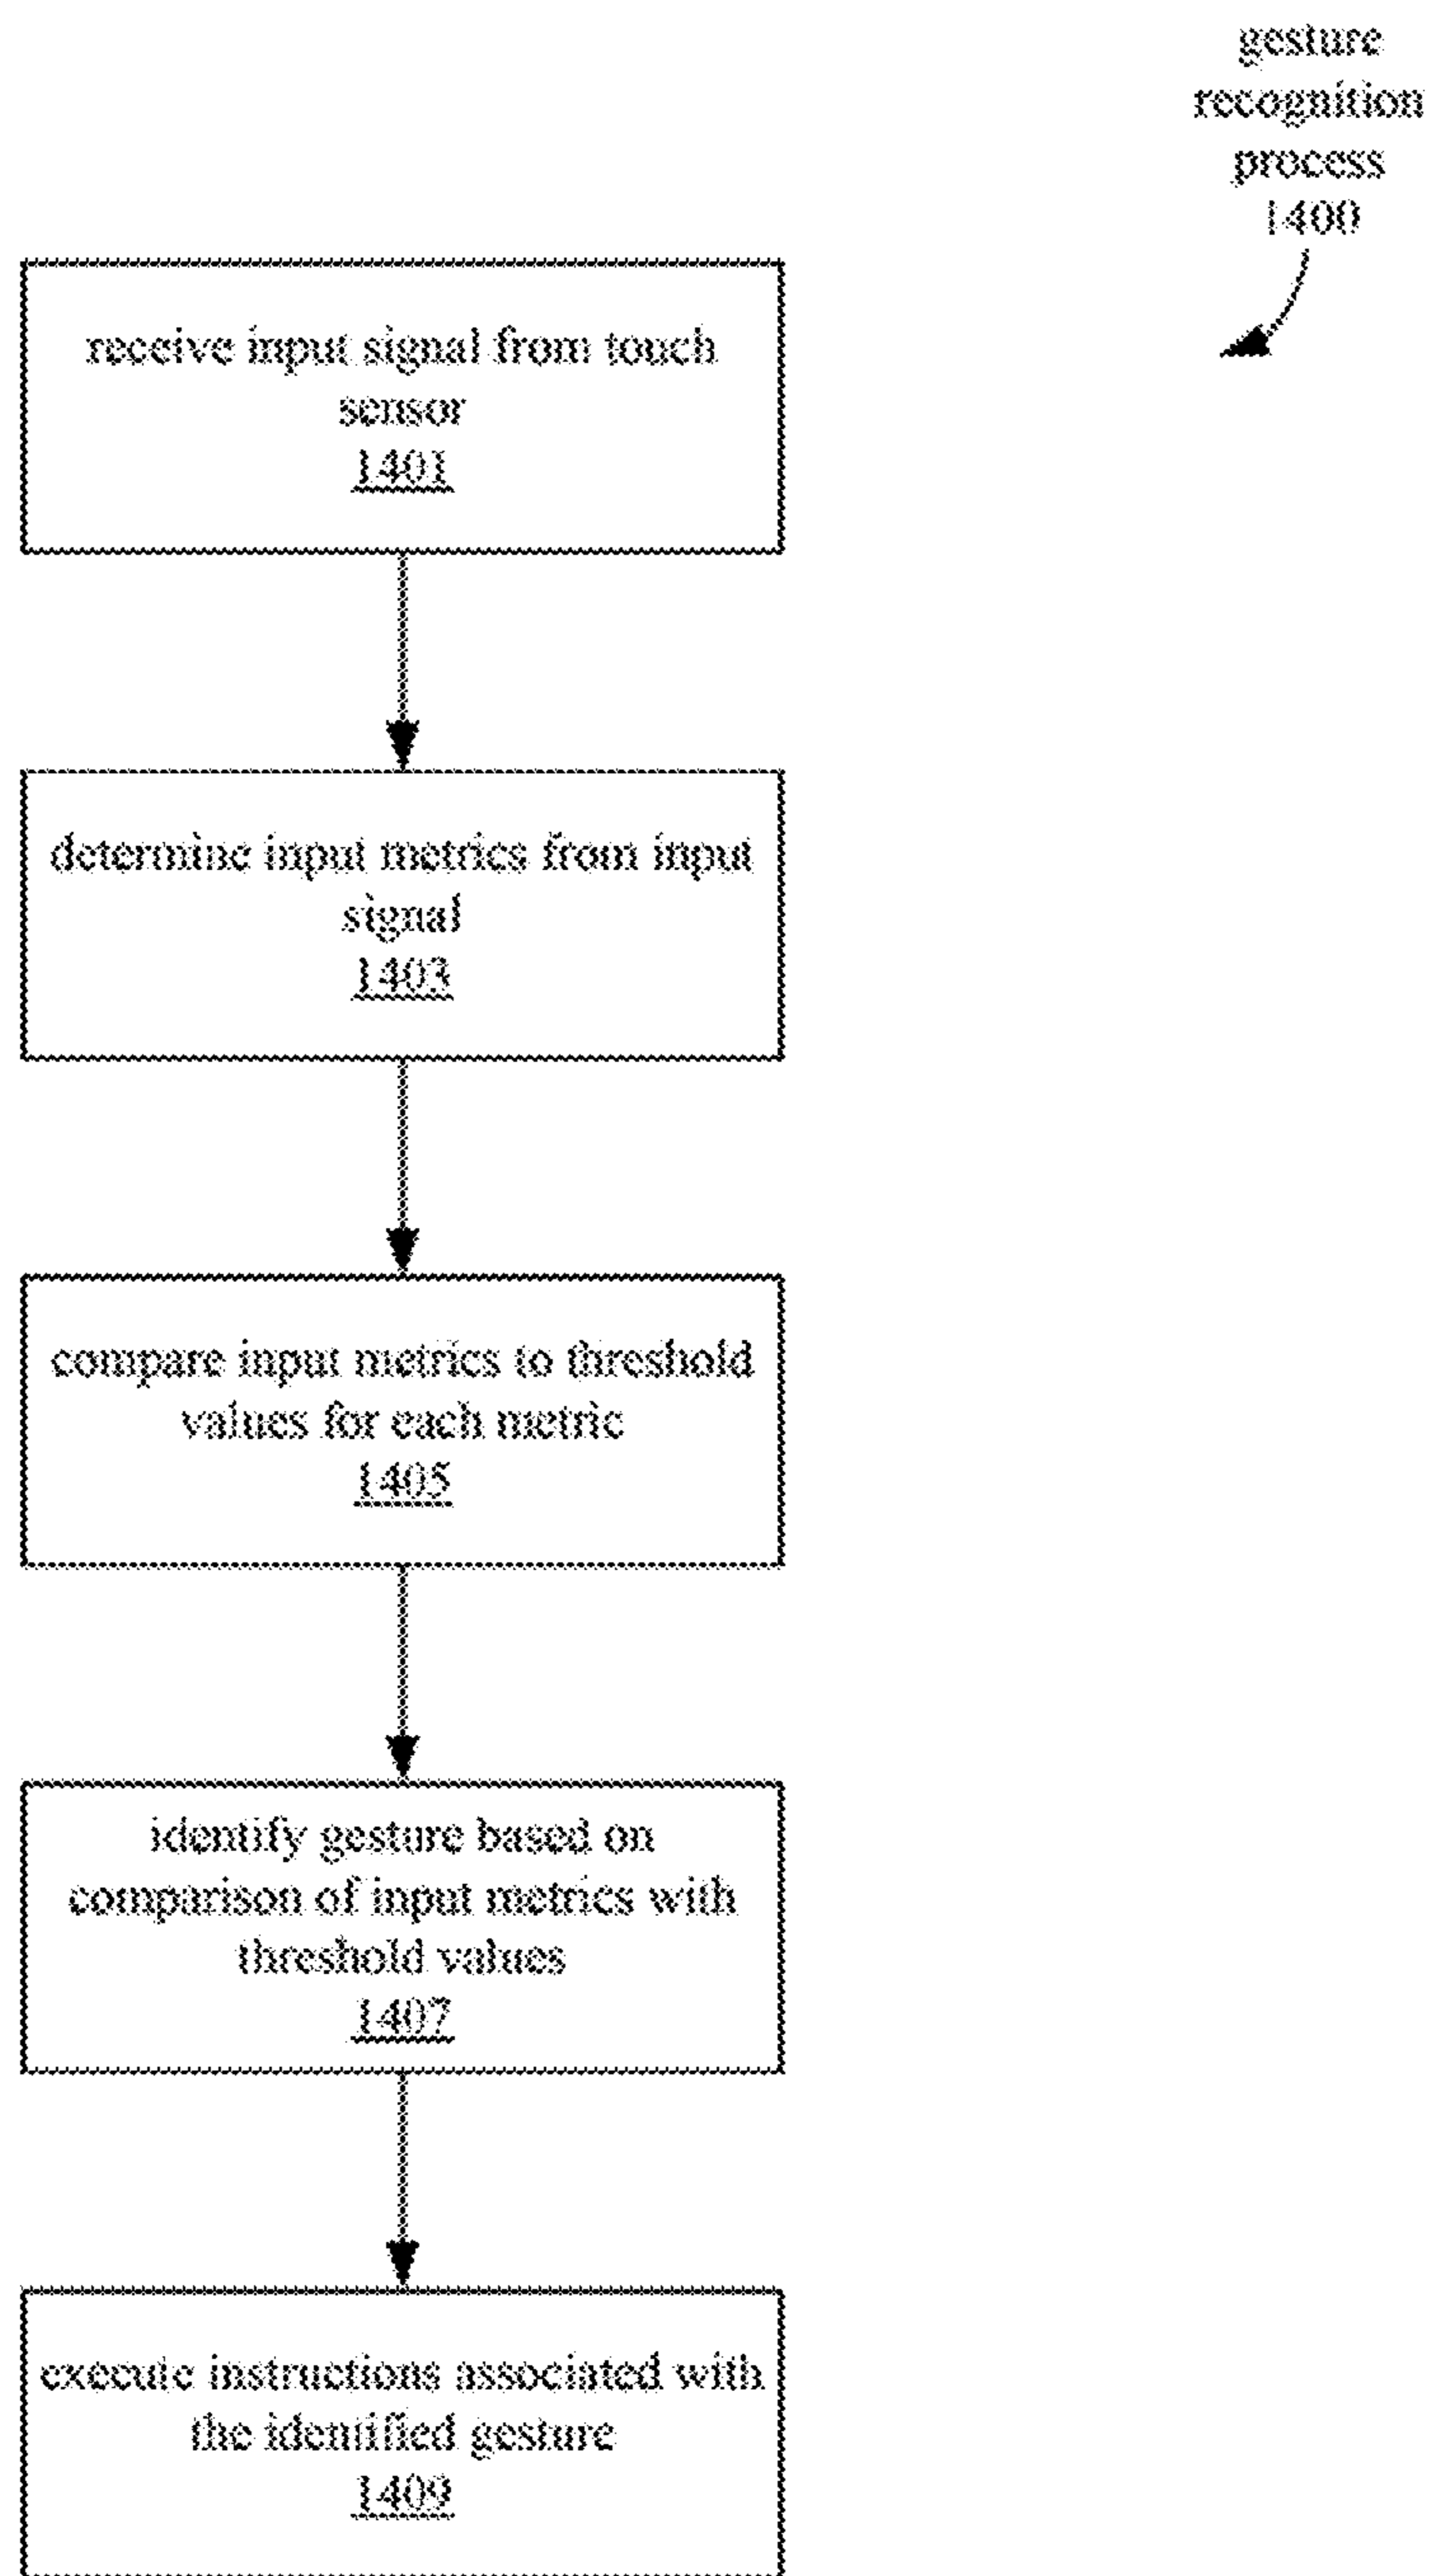 gesture
recognition
process
1400
receive input signal from touch
sensor
1401
determine input metrics from input
signal
1403
compare input metrics to threshold
values for each metric
1405
identify gesture based on
comparison of input metrics with
threshold values
1407
execute instructions associated with
the identified gesture
1409